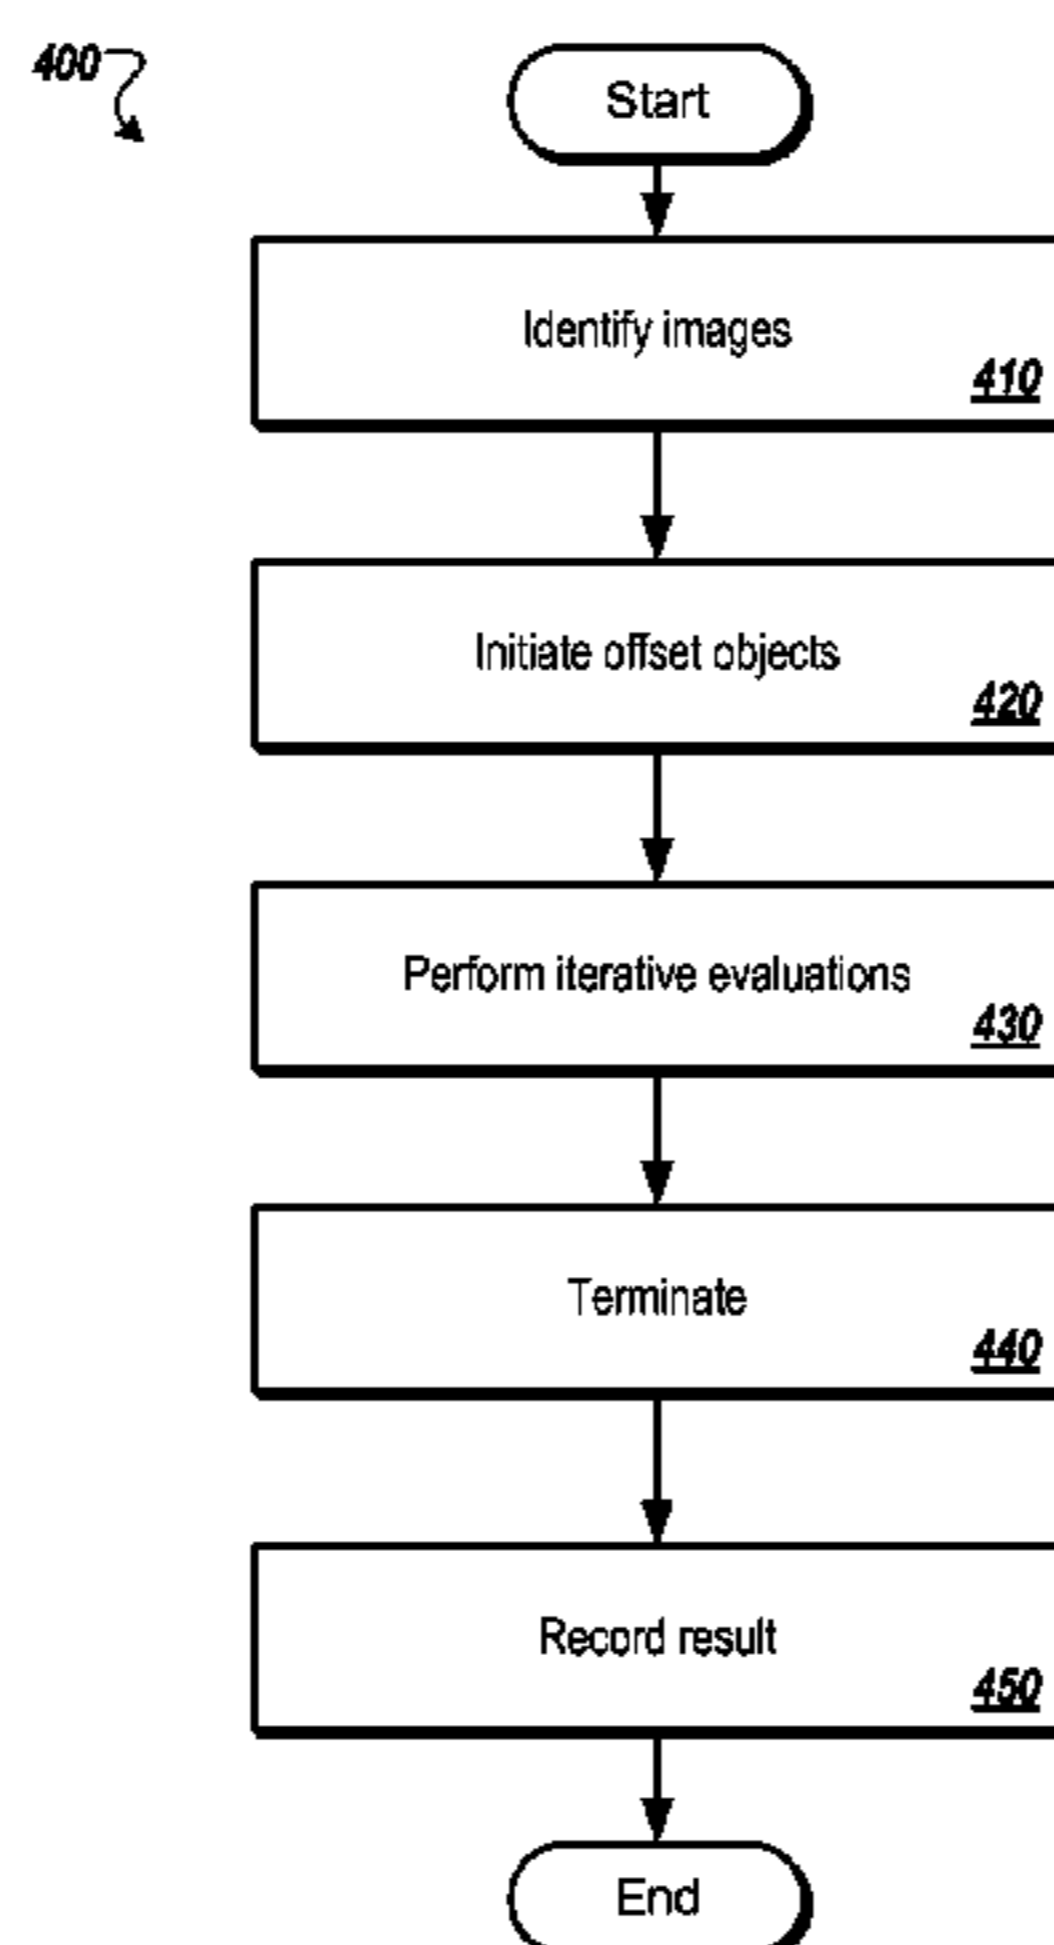 400
Start
Identify images
410
Initiate offset objects
420
Perform iterative evaluations
430
Terminate
440
Record result
450
End